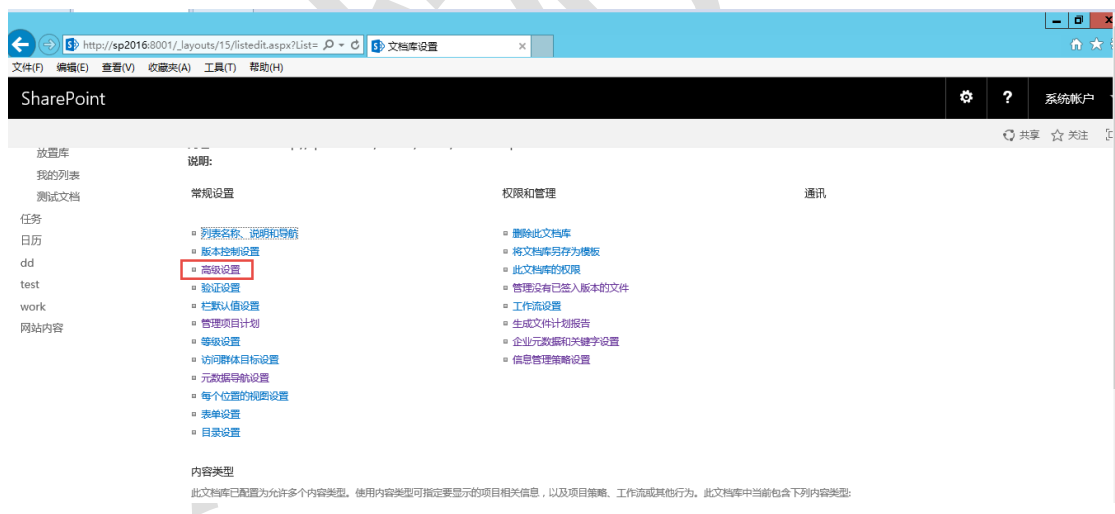 http://sp2016:8001/_layouts/15/listedit.aspx?List= 文档库设置
文件(F) 编辑(E) 查看(V) 收藏夹(A) 工具(T) 帮助(H)
SharePoint
? 系统帐户
共享 关注
放置库
我的列表
测试文档
任务
日历
dd
test
work
网站内容
说明:
常规设置
列表名称、说明和导航
版本控制设置
高级设置
验证设置
栏默认值设置
管理项目计划
等级设置
访问群体目标设置
元数据导航设置
每个位置的视图设置
表单设置
目录设置
权限和管理
删除此文档库
将文档库另存为模板
此文档库的权限
管理没有已签入版本的文件
工作流设置
生成文件计划报告
企业元数据和关键字设置
信息管理策略设置
通讯
内容类型
此文档库已配置为允许多个内容类型。使用内容类型可指定要显示的项目相关信息，以及项目策略、工作流或其他行为。此文档库中当前包含下列内容类型: